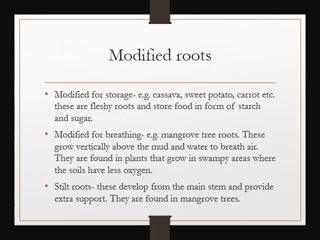 Modified roots
• Modified for storage- e.g. cassava, sweet potato, carrot etc.
these are fleshy roots and store food in form of starch
and sugar.
• Modified for breathing- e.g. mangrove tree roots. These
grow vertically above the mud and water to breath air.
They are found in plants that grow in swampy areas where
the soils have less oxygen.
• Stilt roots- these develop from the main stem and provide
extra support. They are found in mangrove trees.